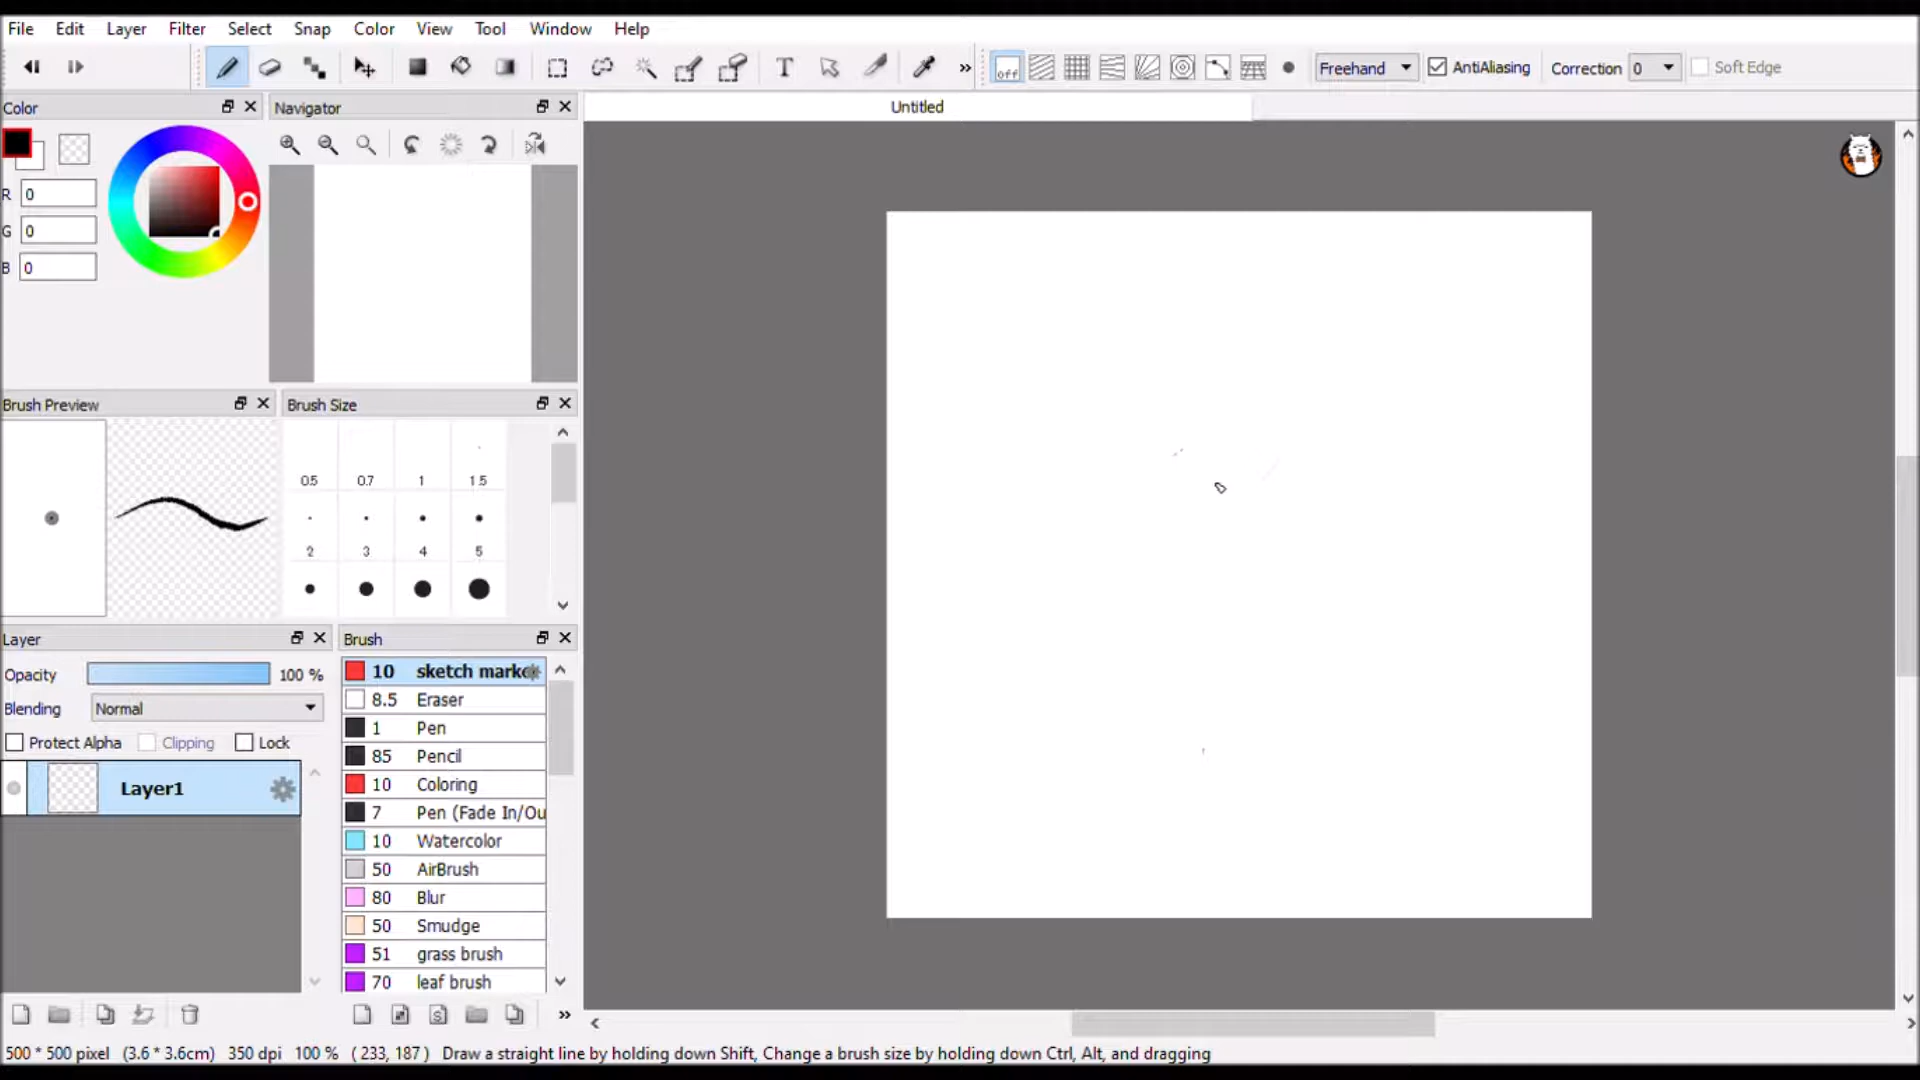 File Edit Layer Filter Select Snap Color View Tool Window Help
off Freehand AntiAliasing Correction 0 Soft Edge
Color Navigator Untitled
R 0
G 0
B 0
Brush Preview Brush Size
0.5 0.7 1 1.5
2 3 4 5
Layer Brush
Opacity 100 %
Blending Normal
Protect Alpha Clipping Lock
Layer1
10 sketch marke
8.5 Eraser
1 Pen
85 Pencil
10 Coloring
7 Pen (Fade In/Ou
10 Watercolor
50 AirBrush
80 Blur
50 Smudge
51 grass brush
70 leaf brush
500 * 500 pixel (3.6 * 3.6cm) 350 dpi 100 % ( 233, 187 ) Draw a straight line by holding down Shift, Change a brush size by holding down Ctrl, Alt, and dragging